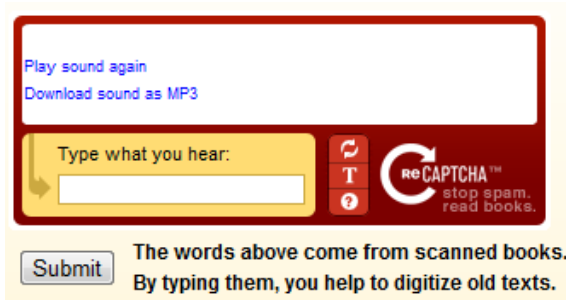 Play sound again
Download sound as MP3
Type what you hear:
T
?
ReCAPTCHA™
stop spam.
read books.
Submit
The words above come from scanned books.
By typing them, you help to digitize old texts.